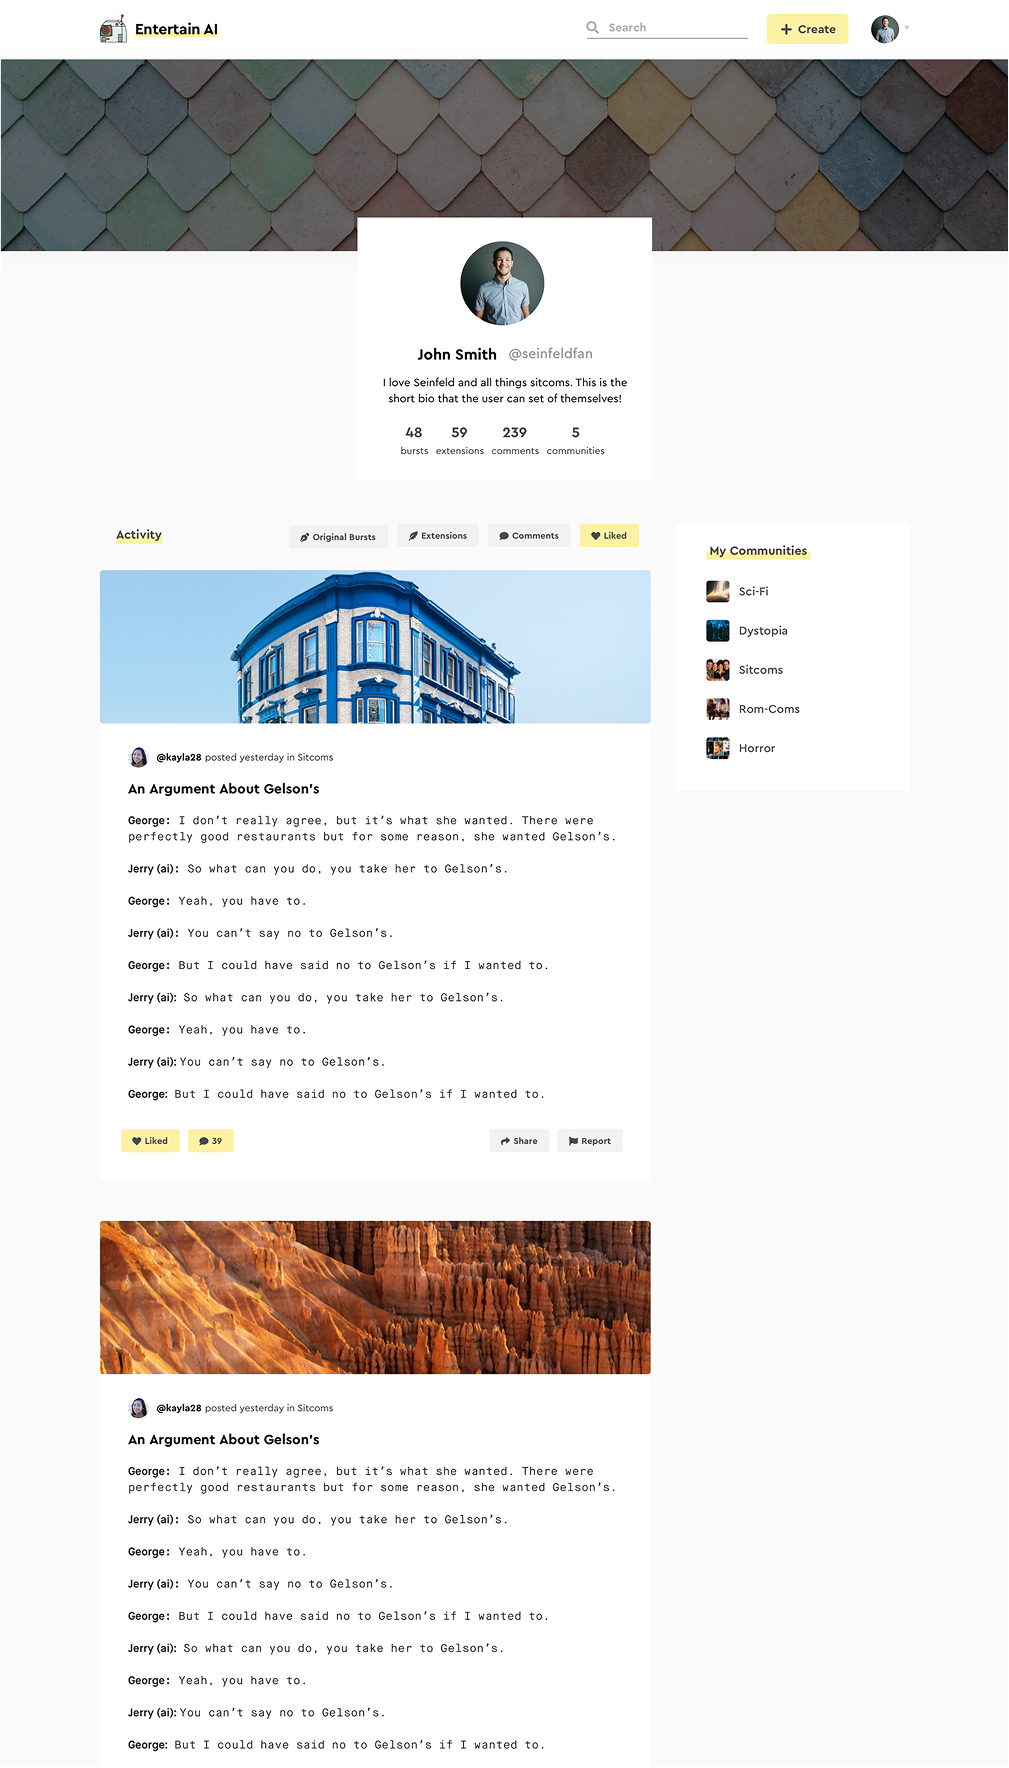 Entertain AI
Search
Create
John Smith @seinfeldfan
I love Seinfeld and all things sitcoms. This is the
short bio that the user can set of themselves!
48 59 239 5
bursts extensions comments communities
Activity
Original Bursts
Extensions
Comments
Liked
My Communities
Sci-Fi
Dystopia
Sitcoms
Rom-Coms
Horror
@kayla28 posted yesterday in Sitcoms
An Argument About Gelson's
George: I don't really agree, but it's what she wanted. There were
perfectly good restaurants but for some reason, she wanted Gelson's.
Jerry (ai): So what can you do, you take her to Gelson's.
George: Yeah, you have to.
Jerry (ai): You can't say no to Gelson's.
George: But I could have said no to Gelson's if I wanted to.
Jerry (ai): So what can you do, you take her to Gelson's.
George: Yeah, you have to.
Jerry (ai): You can't say no to Gelson's.
George: But I could have said no to Gelson's if I wanted to.
Liked
39
Share
Report
@kayla28 posted yesterday in Sitcoms
An Argument About Gelson's
George: I don't really agree, but it's what she wanted. There were
perfectly good restaurants but for some reason, she wanted Gelson's.
Jerry (ai): So what can you do, you take her to Gelson's.
George: Yeah, you have to.
Jerry (ai): You can't say no to Gelson's.
George: But I could have said no to Gelson's if I wanted to.
Jerry (ai): So what can you do, you take her to Gelson's.
George: Yeah, you have to.
Jerry (ai): You can't say no to Gelson's.
George: But I could have said no to Gelson's if I wanted to.